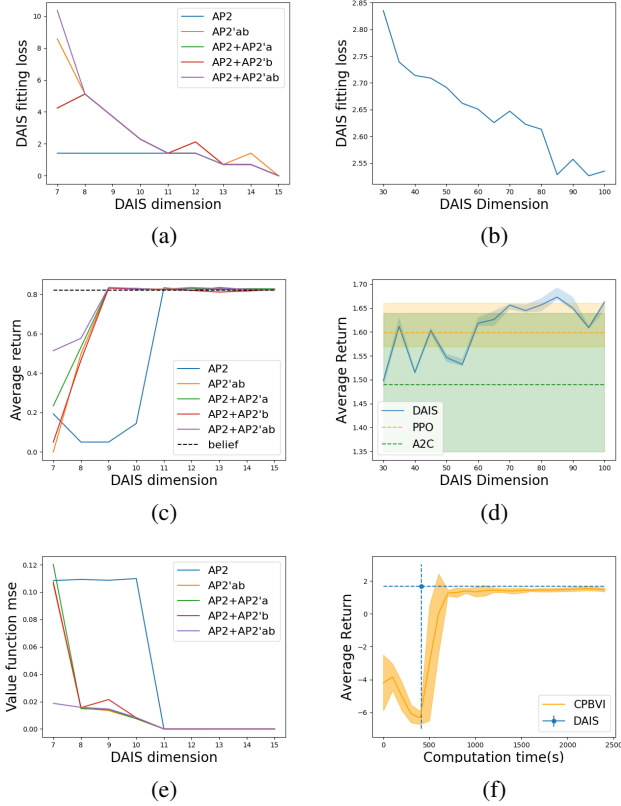 10
8
6
4
2
0
DAIS fitting loss
AP2
AP2'ab
AP2+AP2'a
AP2+AP2'b
AP2+AP2'ab
7 8 9 10 11 12 13 14 15
DAIS dimension
(a)
2.85
2.80
2.75
2.70
2.65
2.60
2.55
DAIS fitting loss
30 40 50 60 70 80 90 100
DAIS Dimension
(b)
0.8
0.6
0.4
0.2
0.0
Average return
AP2
AP2'ab
AP2+AP2'a
AP2+AP2'b
AP2+AP2'ab
belief
7 8 9 10 11 12 13 14 15
DAIS dimension
(c)
1.70
1.65
1.60
1.55
1.50
1.45
1.40
1.35
Average Return
DAIS
PPO
A2C
30 40 50 60 70 80 90 100
DAIS Dimension
(d)
0.12
0.10
0.08
0.06
0.04
0.02
0.00
Value function mse
AP2
AP2'ab
AP2+AP2'a
AP2+AP2'b
AP2+AP2'ab
7 8 9 10 11 12 13 14 15
DAIS dimension
(e)
2
0
−2
−4
−6
Average Return
CPBVI
DAIS
0 500 1000 1500 2000 2500
Computation time(s)
(f)